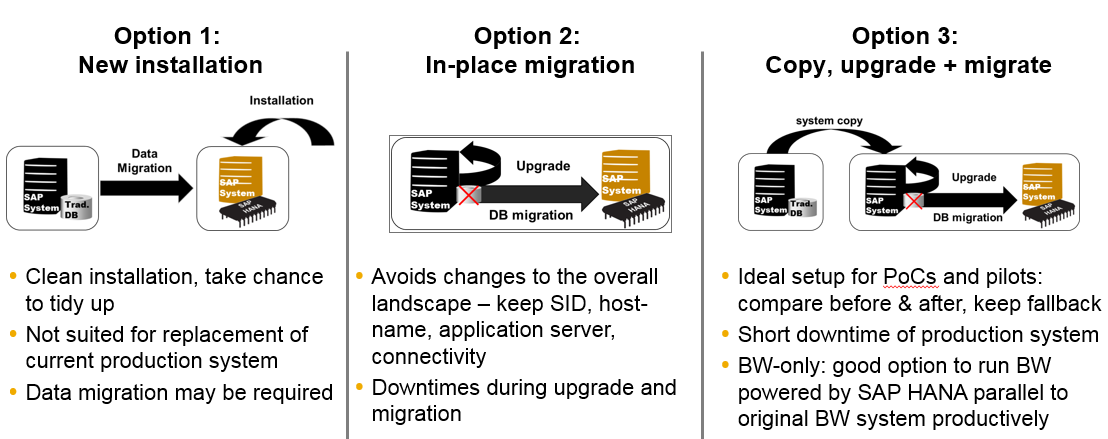 Option 1:
New installation
Installation
Data
Migration
SAP
System
Trad.
DB
SAP
System
SAP
HANA
• Clean installation, take chance
to tidy up
• Not suited for replacement of
current production system
• Data migration may be required
Option 2:
In-place migration
SAP
System
Upgrade
DB migration
SAP
System
SAP
HANA
• Avoids changes to the overall
landscape – keep SID, host-
name, application server,
connectivity
• Downtimes during upgrade and
migration
Option 3:
Copy, upgrade + migrate
system copy
SAP
System
Trad.
DB
SAP
System
Upgrade
DB migration
SAP
System
SAP
HANA
• Ideal setup for PoCs and pilots:
compare before & after, keep fallback
• Short downtime of production system
• BW-only: good option to run BW
powered by SAP HANA parallel to
original BW system productively